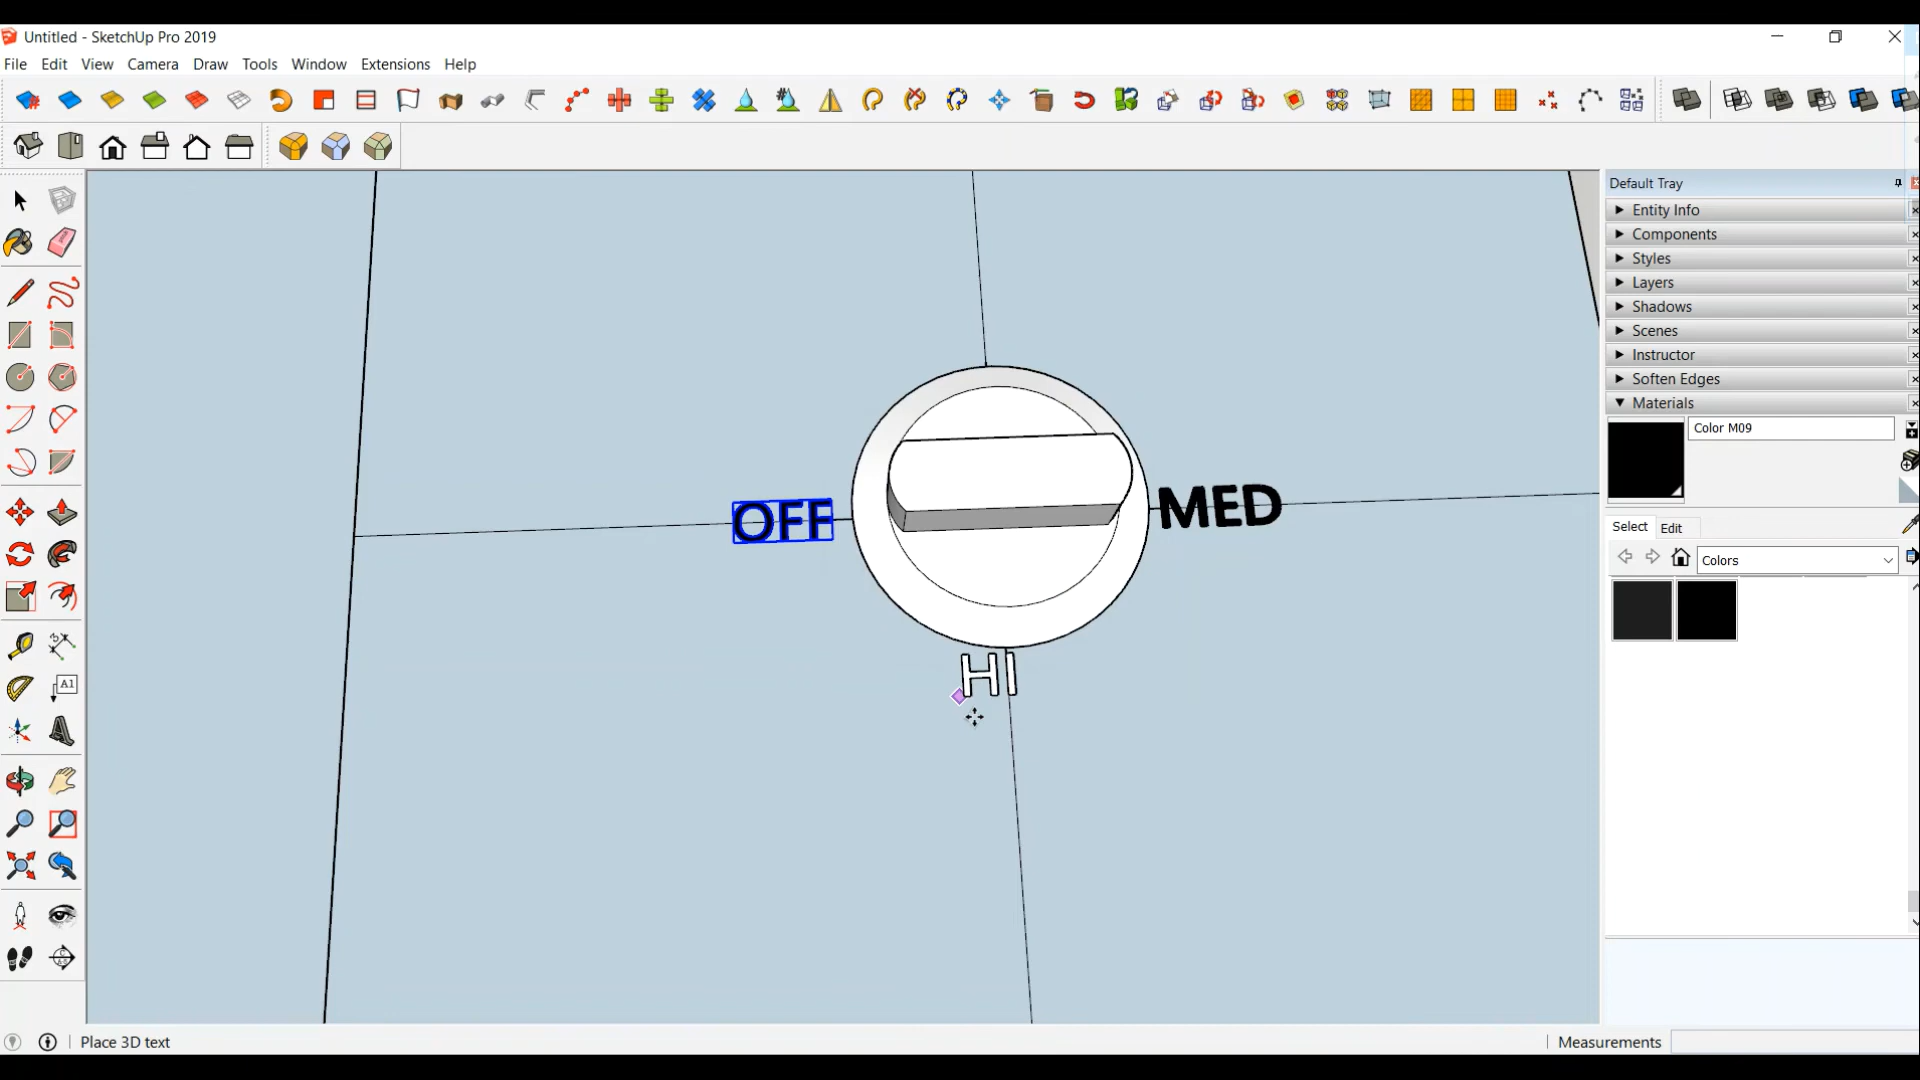 Untitled - SketchUp Pro 2019
File Edit View Camera Draw Tools Window Extensions Help
Default Tray
Entity Info
Components
Styles
Layers
Shadows
Scenes
Instructor
Soften Edges
Materials
Color M09
Select Edit
Colors
A1
OFF
MED
HI
Place 3D text
Measurements